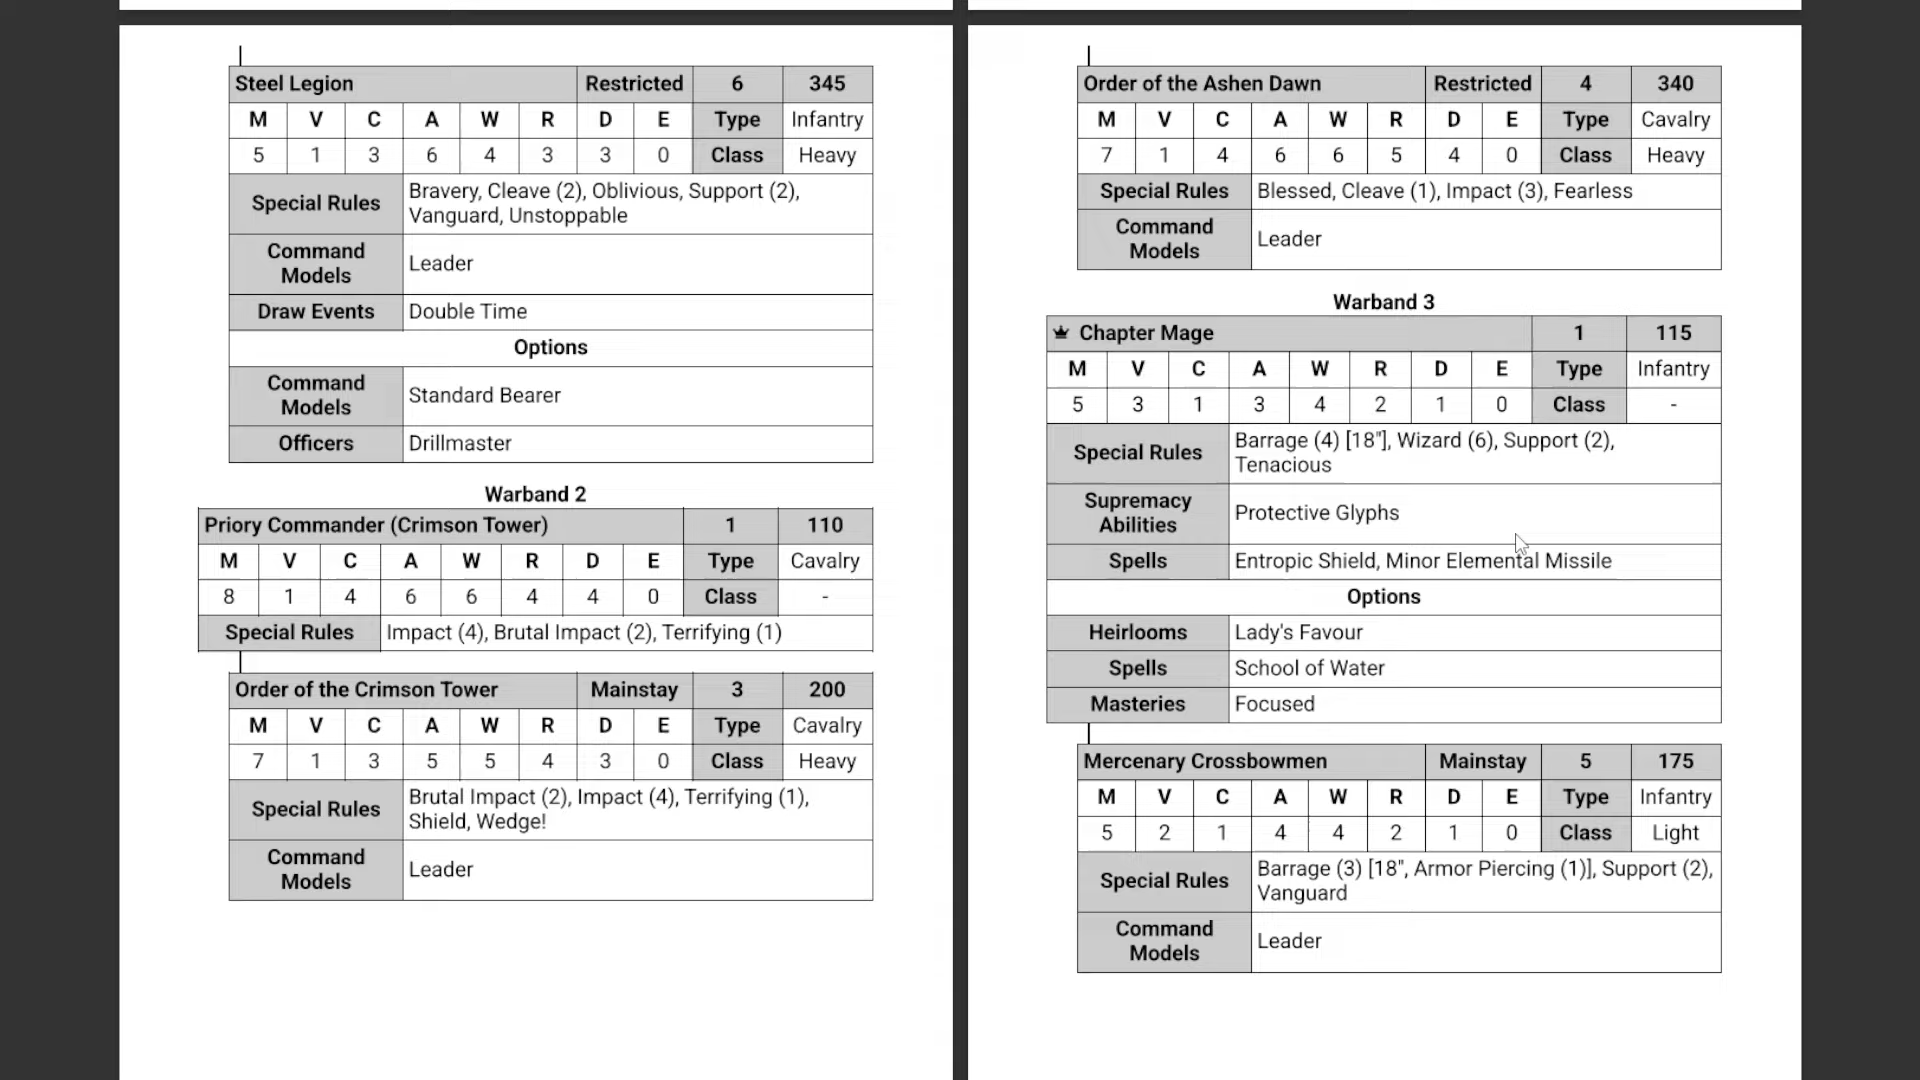 Steel Legion Restricted 6 345
M V C A W R D E Type Infantry
5 1 3 6 4 3 3 0 Class Heavy
Special Rules Bravery, Cleave (2), Oblivious, Support (2),
Vanguard, Unstoppable
Command
Models
Leader
Draw Events Double Time
Options
Command
Models
Standard Bearer
Officers Drillmaster
Warband 2
Priory Commander (Crimson Tower) 1 110
M V C A W R D E Type Cavalry
8 1 4 6 6 4 4 0 Class -
Special Rules Impact (4), Brutal Impact (2), Terrifying (1)
Order of the Crimson Tower Mainstay 3 200
M V C A W R D E Type Cavalry
7 1 3 5 5 4 3 0 Class Heavy
Special Rules Brutal Impact (2), Impact (4), Terrifying (1),
Shield, Wedge!
Command
Models
Leader
Order of the Ashen Dawn Restricted 4 340
M V C A W R D E Type Cavalry
7 1 4 6 6 5 4 0 Class Heavy
Special Rules Blessed, Cleave (1), Impact (3), Fearless
Command
Models
Leader
Warband 3
Chapter Mage 1 115
M V C A W R D E Type Infantry
5 3 1 3 4 2 1 0 Class -
Special Rules Barrage (4) [18"], Wizard (6), Support (2),
Tenacious
Supremacy
Abilities
Protective Glyphs
Spells Entropic Shield, Minor Elemental Missile
Options
Heirlooms Lady's Favour
Spells School of Water
Masteries Focused
Mercenary Crossbowmen Mainstay 5 175
M V C A W R D E Type Infantry
5 2 1 4 4 2 1 0 Class Light
Special Rules Barrage (3) [18", Armor Piercing (1)], Support (2),
Vanguard
Command
Models
Leader